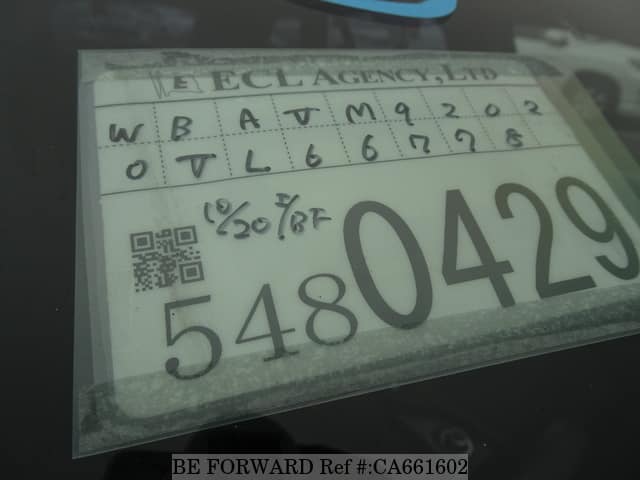 E ECL AGENCY, LTD
W B A V M 9 2 0 2
0 V L 6 6 7 7 8
10/20 I/BF
5480429
BE FORWARD Ref #:CA661602